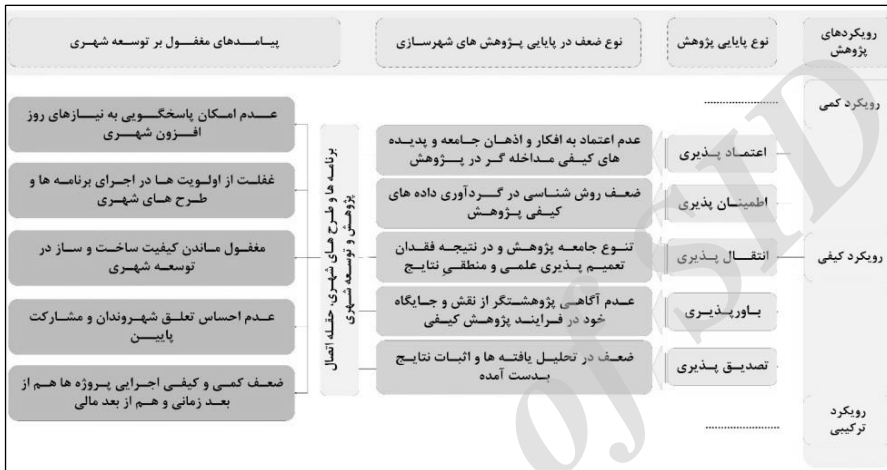 رویکردهای
پژوهش
نوع پایایی پژوهش
نوع ضعف در پایایی پژوهش های شهرسازی
پیامدهای مغفول بر توسعه شهری
رویکرد کمی
رویکرد کیفی
رویکرد
ترکیبی
اعتماد پذیری
اطمینان پذیری
انتقال پذیری
باورپذیری
تصدیق پذیری
عدم اعتماد به افکار و اذهان جامعه و پدیده
های کیفی مداخله گر در پژوهش
ضعف روش شناسی در گردآوری داده های
کیفی پژوهش
تنوع جامعه پژوهش و در نتیجه فقدان
تعمیم پذیری علمی و منطقی نتایج
عدم آگاهی پژوهشگر از نقش و جایگاه
خود در فرایند پژوهش کیفی
ضعف در تحلیل یافته ها و اثبات نتایج
بدست آمده
برنامه ها و طرح های شهری، حقله اتصال
پژوهش و توسعه شهری
عدم امکان پاسخگویی به نیازهای روز
افزون شهری
غفلت از اولویت ها در اجرای برنامه ها و
طرح های شهری
مغفول ماندن کیفیت ساخت و ساز در
توسعه شهری
عدم احساس تعلق شهروندان و مشارکت
پایین
ضعف کمی و کیفی اجرایی پروژه ها هم از
بعد زمانی و هم از بعد مالی
of SID